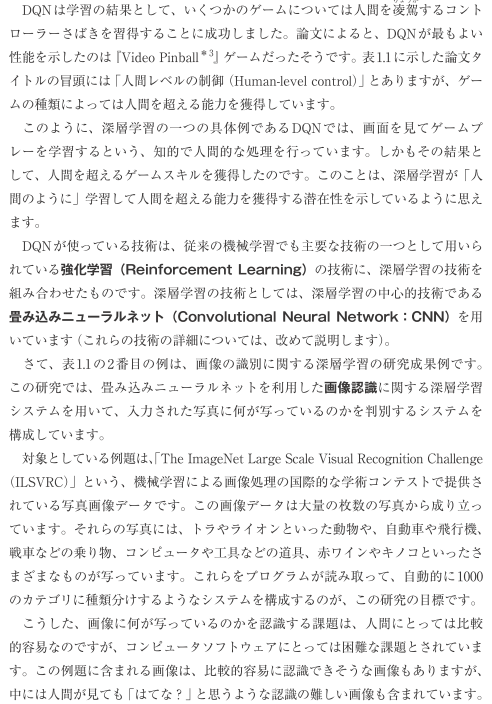 DQNは学習の結果として、いくつかのゲームについては人間を凌駕するコント
ローラーさばきを習得することに成功しました。論文によると、DQNが最もよい
性能を示したのは『Video Pinball＊3』ゲームだったそうです。表1.1に示した論文タ
イトルの冒頭には「人間レベルの制御（Human-level control）」とありますが、ゲー
ムの種類によっては人間を超える能力を獲得しています。
このように、深層学習の一つの具体例であるDQNでは、画面を見てゲームプ
レーを学習するという、知的で人間的な処理を行っています。しかもその結果と
して、人間を超えるゲームスキルを獲得したのです。このことは、深層学習が「人
間のように」学習して人間を超える能力を獲得する潜在性を示しているように思え
ます。
DQNが使っている技術は、従来の機械学習でも主要な技術の一つとして用いら
れている強化学習（Reinforcement Learning）の技術に、深層学習の技術を
組み合わせたものです。深層学習の技術としては、深層学習の中心的技術である
畳み込みニューラルネット（Convolutional Neural Network：CNN）を用
いています（これらの技術の詳細については、改めて説明します）。
さて、表1.1の2番目の例は、画像の識別に関する深層学習の研究成果例です。
この研究では、畳み込みニューラルネットを利用した画像認識に関する深層学習
システムを用いて、入力された写真に何が写っているのかを判別するシステムを
構成しています。
対象としている例題は、「The ImageNet Large Scale Visual Recognition Challenge
（ILSVRC）」という、機械学習による画像処理の国際的な学術コンテストで提供さ
れている写真画像データです。この画像データは大量の枚数の写真から成り立っ
ています。それらの写真には、トラやライオンといった動物や、自動車や飛行機、
戦車などの乗り物、コンピュータや工具などの道具、赤ワインやキノコといったさ
まざまなものが写っています。これらをプログラムが読み取って、自動的に1000
のカテゴリに種類分けするようなシステムを構成するのが、この研究の目標です。
こうした、画像に何が写っているのかを認識する課題は、人間にとっては比較
的容易なのですが、コンピュータソフトウェアにとっては困難な課題とされていま
す。この例題に含まれる画像は、比較的容易に認識できそうな画像もありますが、
中には人間が見ても「はてな？」と思うような認識の難しい画像も含まれています。